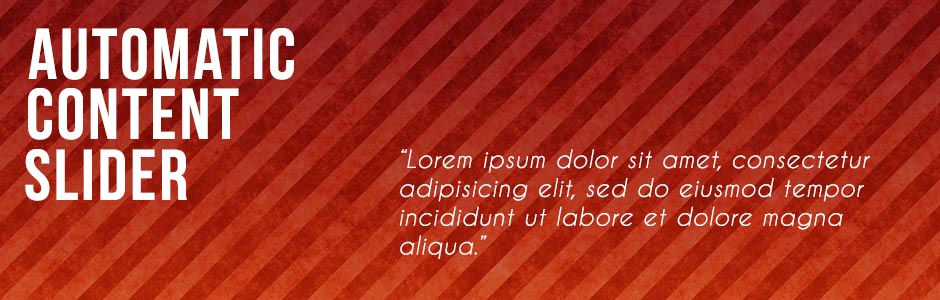 AUTOMATIC
CONTENT
SLIDER
“Lorem ipsum dolor sit amet, consectetur
adipisicing elit, sed do eiusmod tempor
incididunt ut labore et dolore magna
aliqua.”